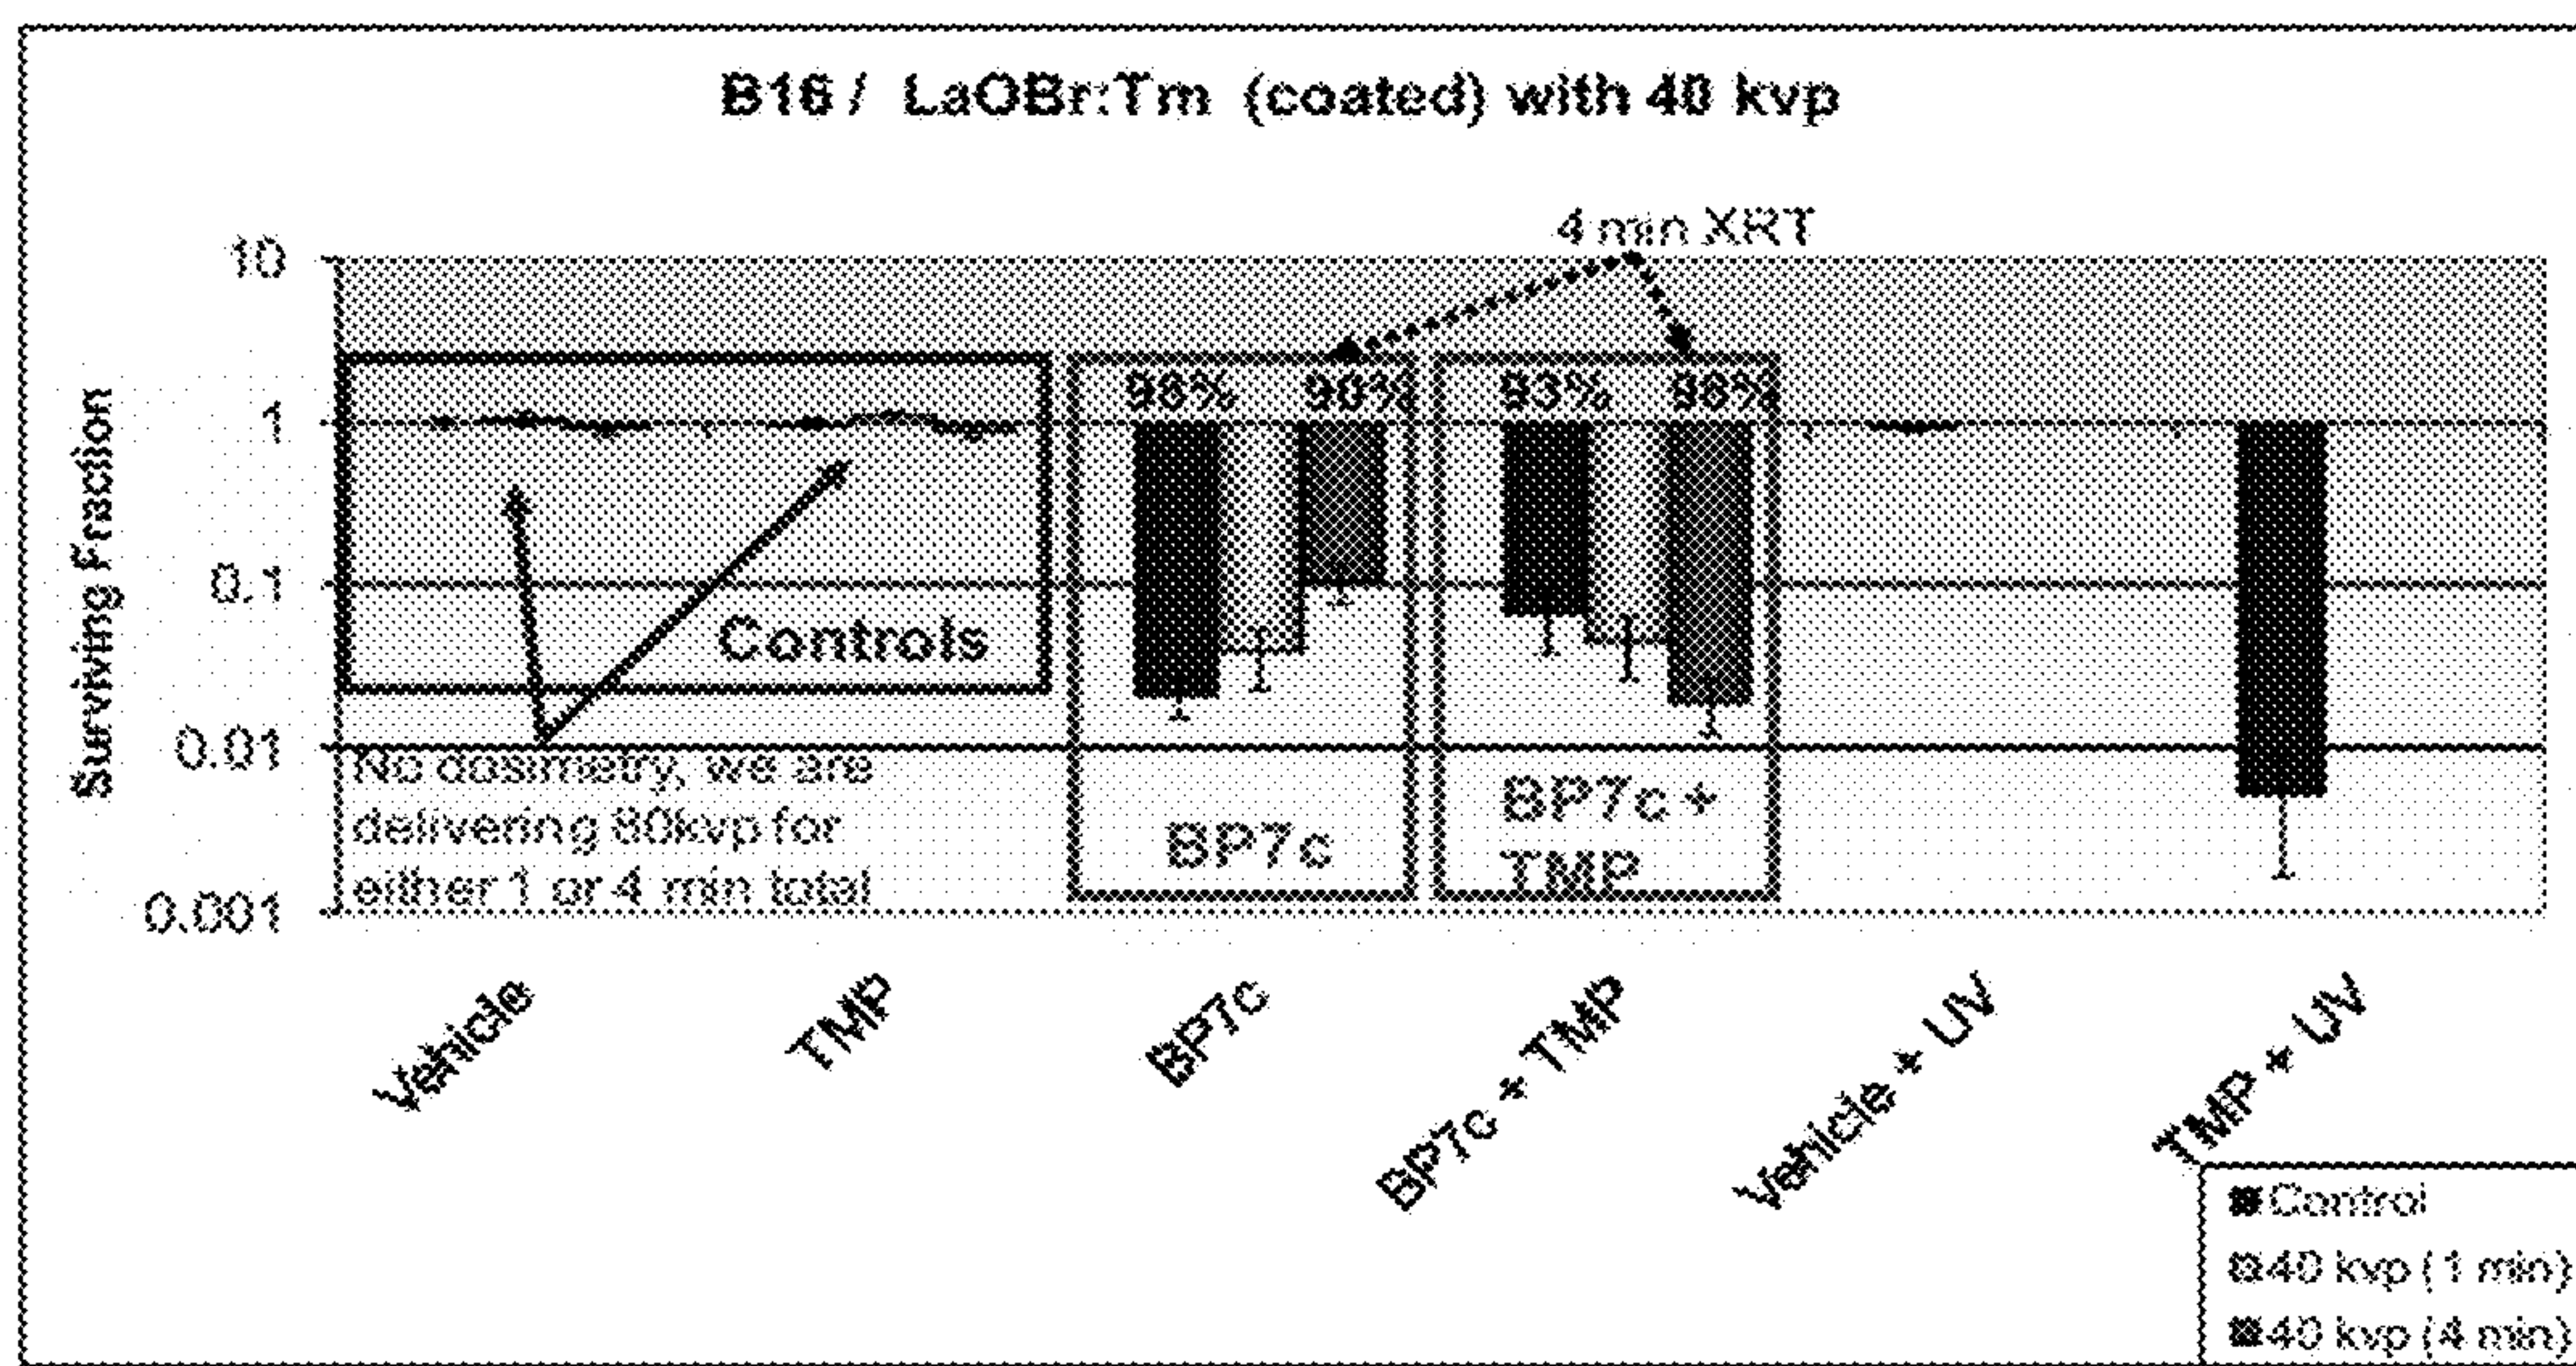 B16 / LaOBr:Tm (coated) with 40 kvp
4 min XRT
10
1
0.1
0.01
0.001
Surviving Fraction
98% 90% 93% 98%
Controls
No dosimetry, we are
delivering 80kvp for
either 1 or 4 min total
BP7c
BP7c +
TMP
Vehicle
TMP
BP7c
BP7c + TMP
Vehicle + UV
TMP + UV
Control
40 kvp (1 min)
40 kvp (4 min)